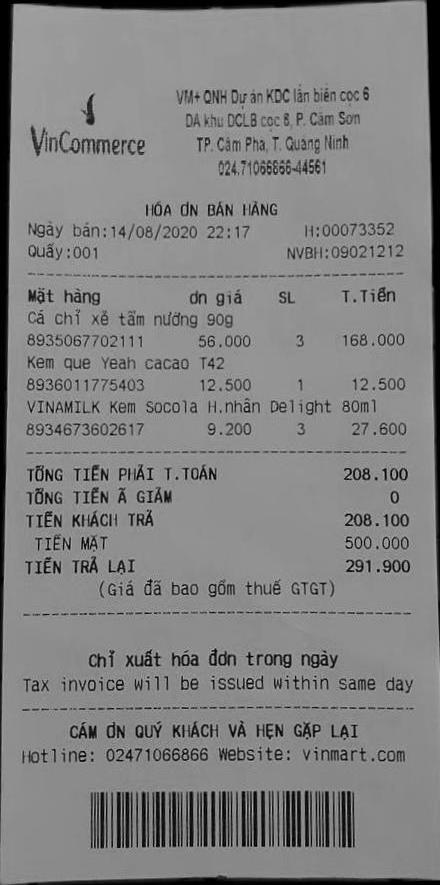 VinCommerce
VM+ QNH Dự án KDC lấn biển cọc 6
DA khu DCLB cọc 6, P. Cẩm Sơn
TP. Cẩm Phả, T. Quảng Ninh
024.71066866-44561
HÓA ƠN BÁN HÀNG
Ngày bán:14/08/2020 22:17 H:00073352
Quầy:001 NVBH:09021212
Mặt hàng ơn giá SL T.Tiền
Cá chỉ xẻ tẩm nướng 90g
8935067702111 56.000 3 168.000
Kem que Yeah cacao T42
8936011775403 12.500 1 12.500
VINAMILK Kem Socola H.nhân Delight 80ml
8934673602617 9.200 3 27.600
TỔNG TIỀN PHẢI T.TOÁN 208.100
TỔNG TIỀN Ã GIẢM 0
TIỀN KHÁCH TRẢ 208.100
TIỀN MẶT 500.000
TIỀN TRẢ LẠI 291.900
(Giá đã bao gồm thuế GTGT)
Chỉ xuất hóa đơn trong ngày
Tax invoice will be issued within same day
CẢM ƠN QUÝ KHÁCH VÀ HẸN GẶP LẠI
Hotline: 02471066866 Website: vinmart.com